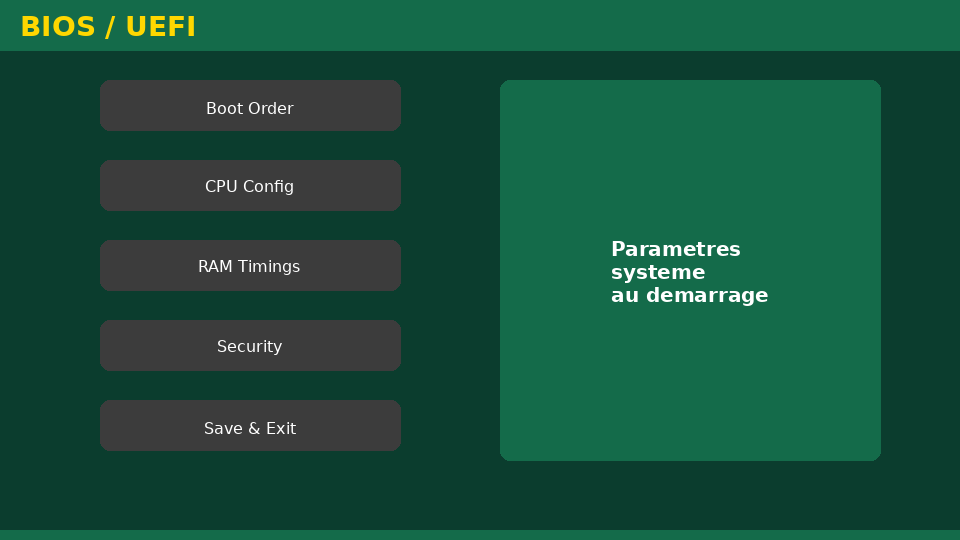 BIOS / UEFI
Boot Order
CPU Config
RAM Timings
Security
Save & Exit
Parametres
systeme
au demarrage